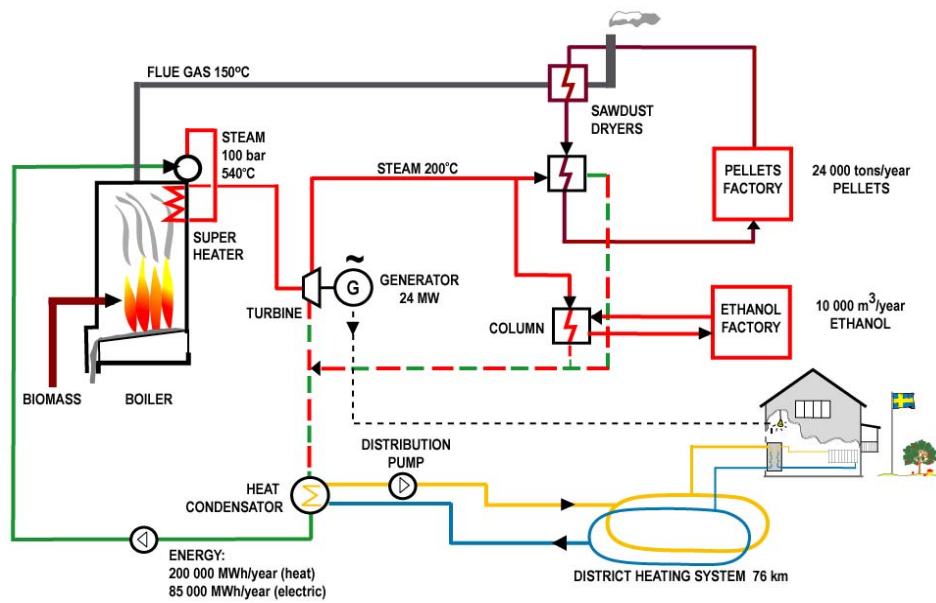 FLUE GAS 150ºC
SAWDUST
DRYERS
STEAM
100 bar
540°C
STEAM 200°C
PELLETS
FACTORY
24 000 tons/year
PELLETS
SUPER
HEATER
~
G
GENERATOR
24 MW
TURBINE
COLUMN
ETHANOL
FACTORY
10 000 m³/year
ETHANOL
BIOMASS
BOILER
DISTRIBUTION
PUMP
HEAT
CONDENSATOR
ENERGY:
200 000 MWh/year (heat)
85 000 MWh/year (electric)
DISTRICT HEATING SYSTEM 76 km